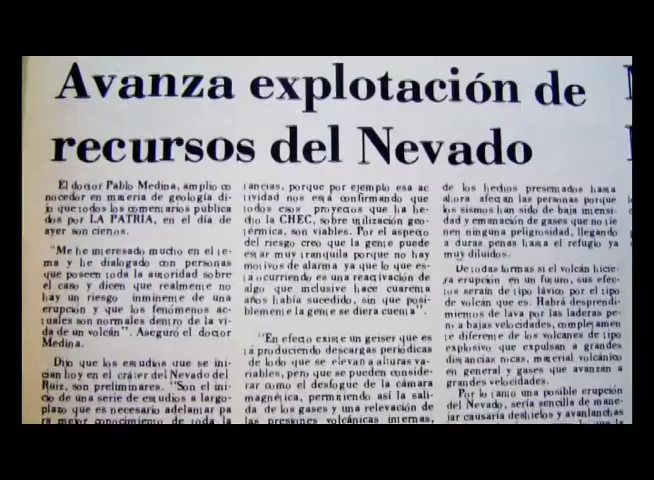 Avanza explotación de
recursos del Nevado
El doctor Pablo Medina, amplio co
nocedor en materia de geología di-
jo que todos los comentarios publica
dos por LA PATRIA, en el día de
ayer son ciertos.
"Me he interesado mucho en el te-
ma y he dialogado con personas
que poseen toda la autoridad sobre
el caso y dicen que realmente no
hay un riesgo inminente de una
erupción y que los fenómenos ac-
tuales son normales dentro de la vi-
da de un volcán". Aseguró el doctor
Medina.
Dijo que los estudios que se ini-
cian hoy en el cráter del Nevado del
Ruiz, son preliminares. "Son el ini-
cio de una serie de estudios a largo-
plazo que es necesario adelantar pa
ra mejor conocimiento de toda la
tancias, porque por ejemplo esa ac
tividad nos está confirmando que
todos esos proyectos que ha he-
cho la CHEC, sobre utilización geo-
térmica, son viables. Por el aspecto
del riesgo creo que la gente puede
estar muy tranquila porque no hay
motivos de alarma ya que lo que es-
tá ocurriendo es una reactivación de
algo que inclusive hace cuarenta
años había sucedido, sin que posi-
blemente la gente se diera cuenta".
"En efecto existe un geiser que es
tá produciendo descargas periódicas
de lodo que se elevan a alturas va-
riables, pero que se pueden conside-
rar como el desfogue de la cámara
magnética, permitiendo así la sali-
da de los gases y una relevación de
las presiones volcánicas internas,
de los hechos presentados hasta
ahora afectan las personas porque
los sismos han sido de baja intensi-
dad y emanación de gases que no tie
nen ninguna peligrosidad, llegando
a duras penas hasta el refugio ya
muy diluidos.
De todas formas si el volcán hicie-
ra erupción en un futuro, sus efec-
tos serían de tipo lávico por el tipo
de volcán que es. Habrá desprendi-
mientos de lava por las laderas pe-
ro a bajas velocidades, completamen
te diferente de los volcanes de tipo
explosivo que expulsan a grandes
distancias rocas, material volcánico
en general y gases que avanzan a
grandes velocidades.
Por lo tanto una posible erupción
del Nevado, sería sencilla de mane-
jar causaría deshielos y avalanchas